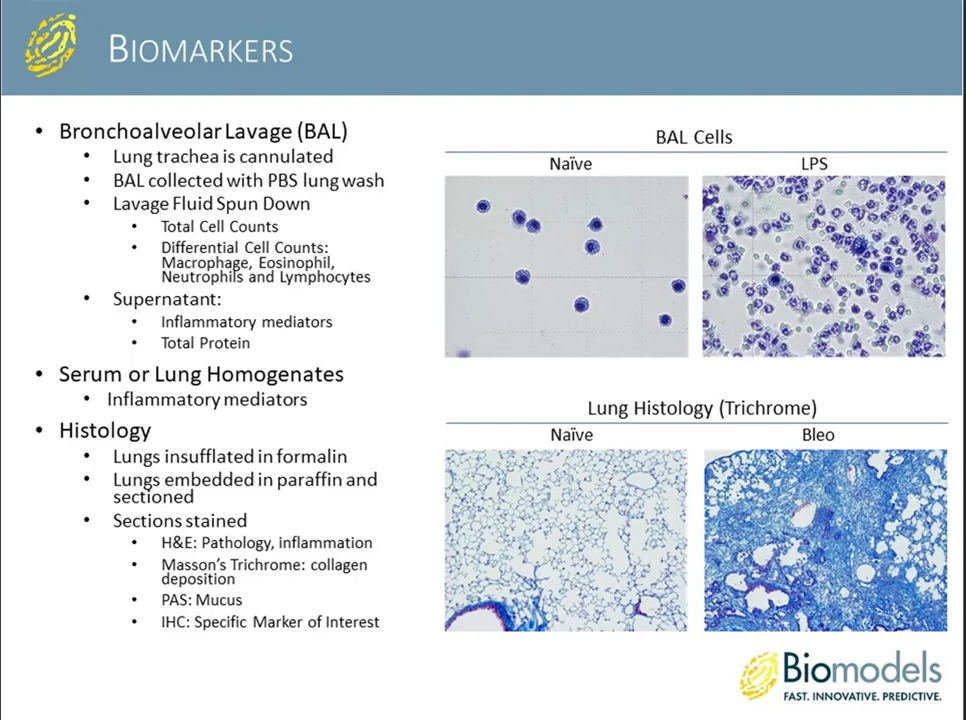 BIOMARKERS
• Bronchoalveolar Lavage (BAL)
• Lung trachea is cannulated
• BAL collected with PBS lung wash
• Lavage Fluid Spun Down
• Total Cell Counts
• Differential Cell Counts:
Macrophage, Eosinophil,
Neutrophils and Lymphocytes
• Supernatant:
• Inflammatory mediators
• Total Protein
• Serum or Lung Homogenates
• Inflammatory mediators
• Histology
• Lungs insufflated in formalin
• Lungs embedded in paraffin and
sectioned
• Sections stained
• H&E: Pathology, inflammation
• Masson's Trichrome: collagen
deposition
• PAS: Mucus
• IHC: Specific Marker of Interest
BAL Cells
Naïve LPS
Lung Histology (Trichrome)
Naïve Bleo
Biomodels
FAST. INNOVATIVE. PREDICTIVE.